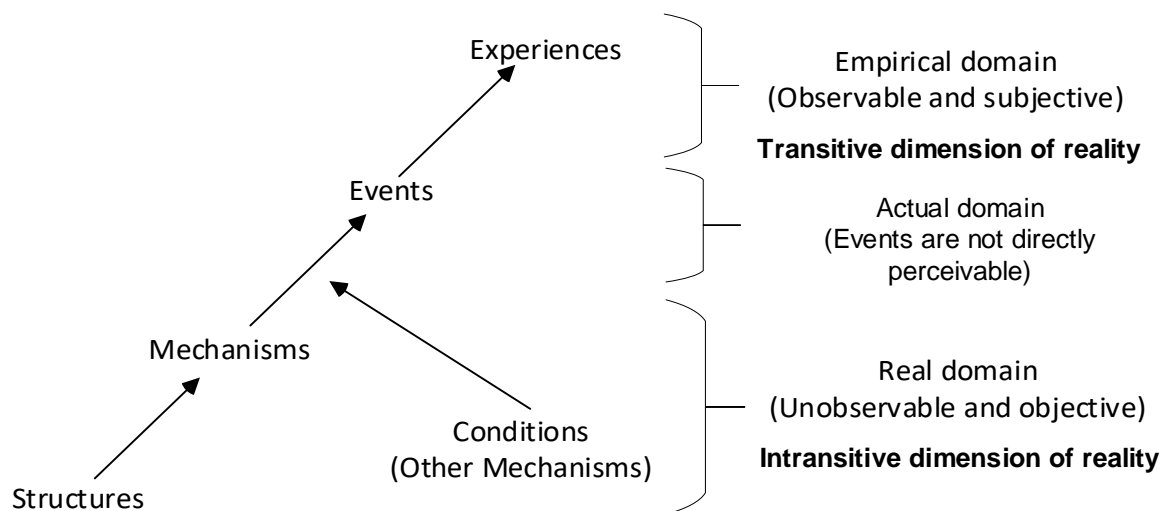 Experiences
Empirical domain
(Observable and subjective)
Transitive dimension of reality
Events
Actual domain
(Events are not directly
perceivable)
Mechanisms
Real domain
(Unobservable and objective)
Intransitive dimension of reality
Conditions
(Other Mechanisms)
Structures